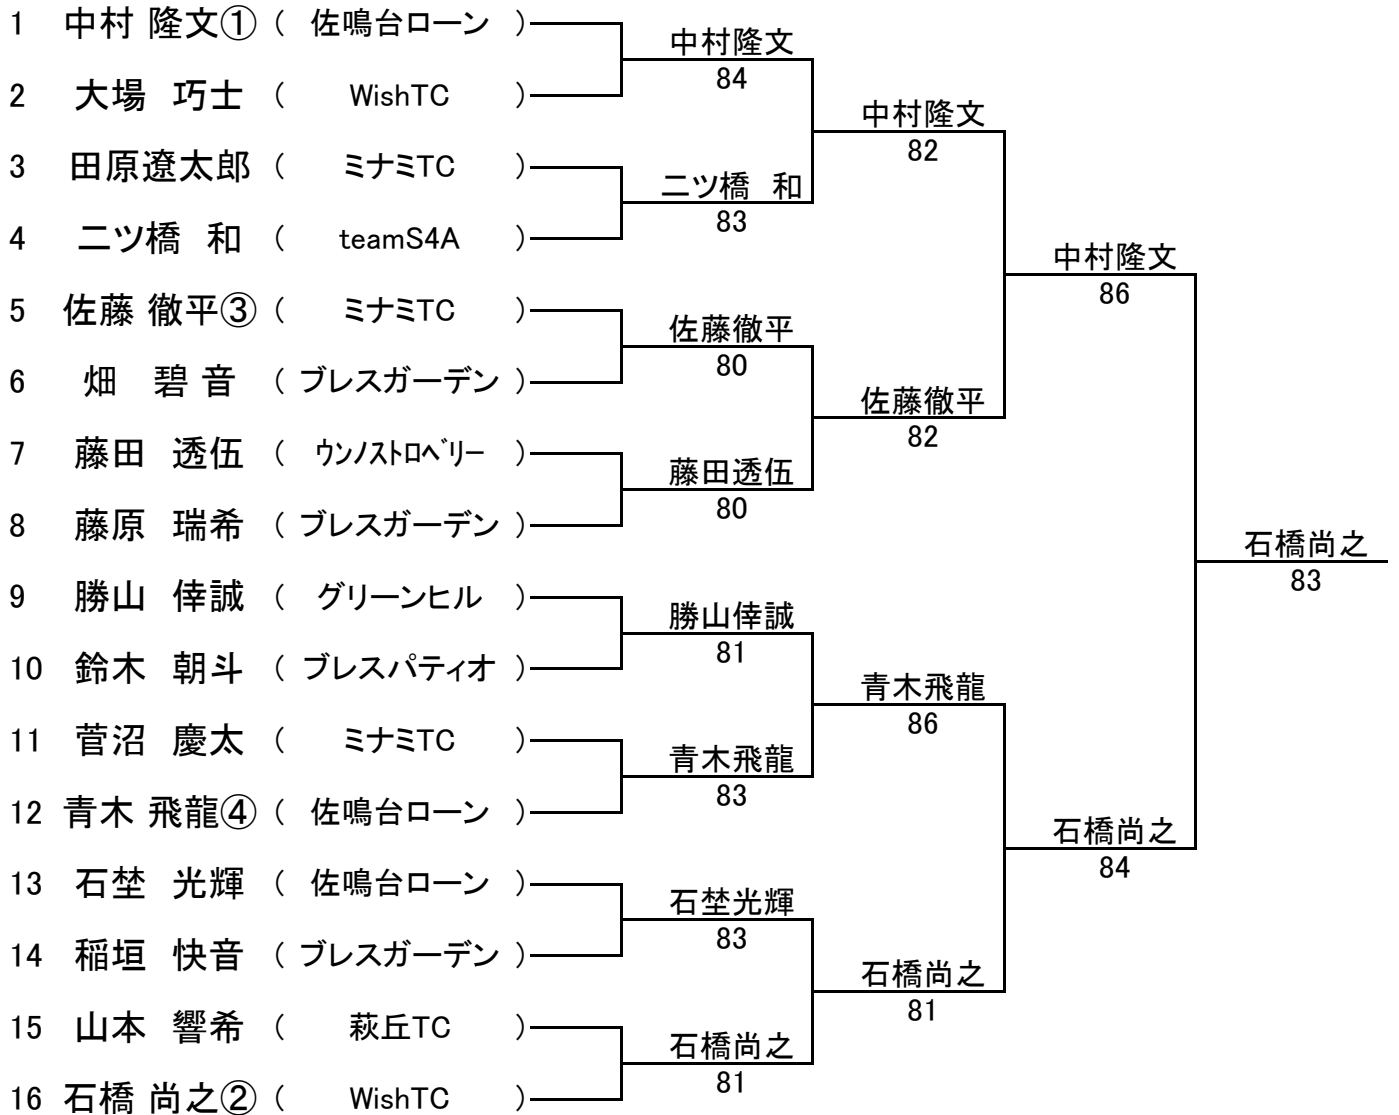 1 中村 隆文① ( 佐鳴台ローン )
2 大場 巧士 ( WishTC )
3 田原遼太郎 ( ミナミTC )
4 二ツ橋 和 ( teamS4A )
5 佐藤 徹平③ ( ミナミTC )
6 畑 碧音 ( ブレスガーデン )
7 藤田 透伍 ( ウンノストロベリー )
8 藤原 瑞希 ( ブレスガーデン )
9 勝山 倖誠 ( グリーンヒル )
10 鈴木 朝斗 ( ブレスパティオ )
11 菅沼 慶太 ( ミナミTC )
12 青木 飛龍④ ( 佐鳴台ローン )
13 石埜 光輝 ( 佐鳴台ローン )
14 稲垣 快音 ( ブレスガーデン )
15 山本 響希 ( 萩丘TC )
16 石橋 尚之② ( WishTC )
中村隆文
84
二ツ橋 和
83
佐藤徹平
80
藤田透伍
80
勝山倖誠
81
青木飛龍
83
石埜光輝
83
石橋尚之
81
中村隆文
82
佐藤徹平
82
青木飛龍
86
石橋尚之
81
中村隆文
86
石橋尚之
84
石橋尚之
83